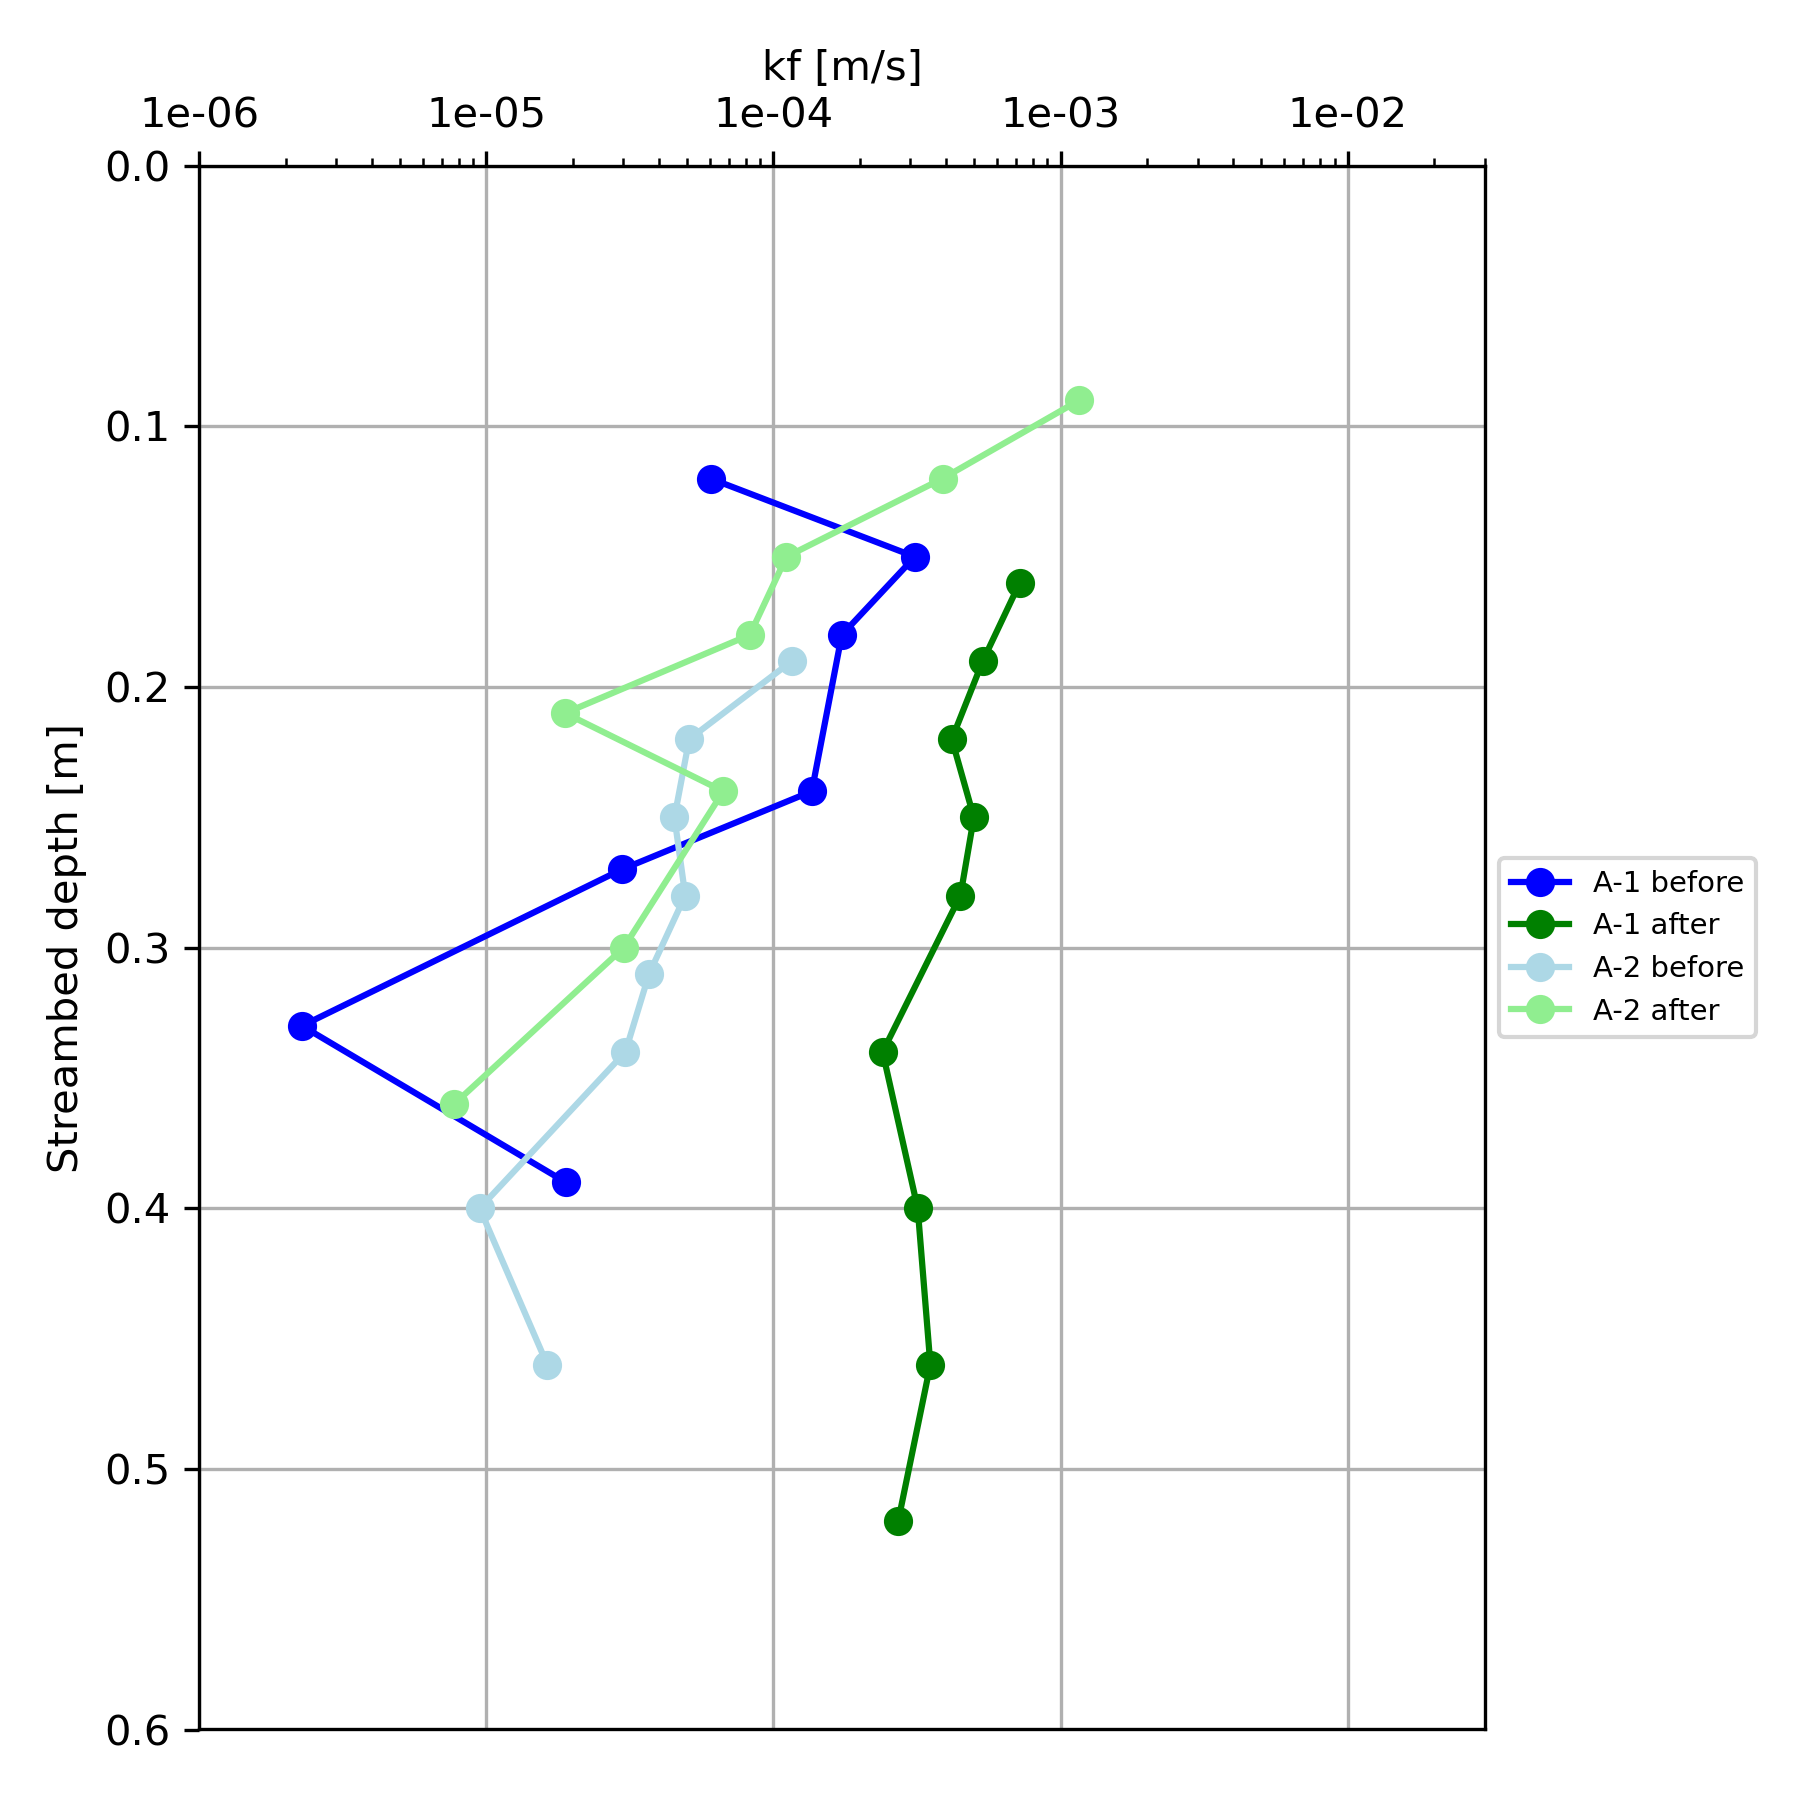 kf [m/s]
1e-06 1e-05 1e-04 1e-03 1e-02
0.0
0.1
0.2
0.3
0.4
0.5
0.6
Streambed depth [m]
A-1 before
A-1 after
A-2 before
A-2 after